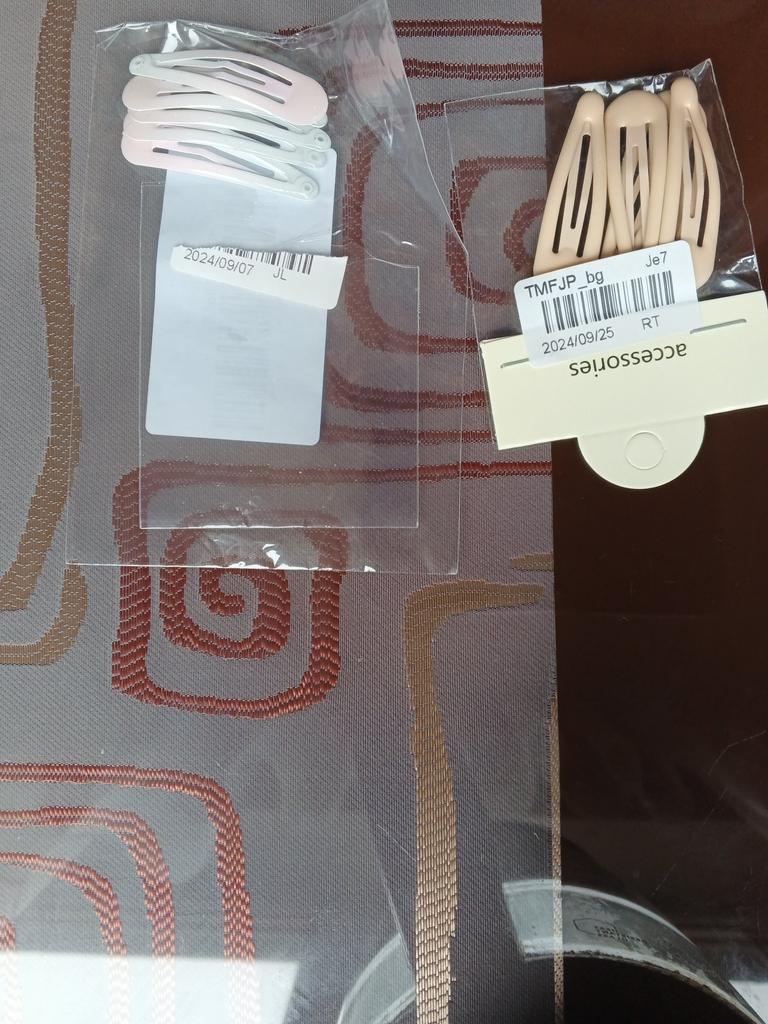 2024/09/07 JL
TMFJP_bg Je7
2024/09/25 RT
accessories